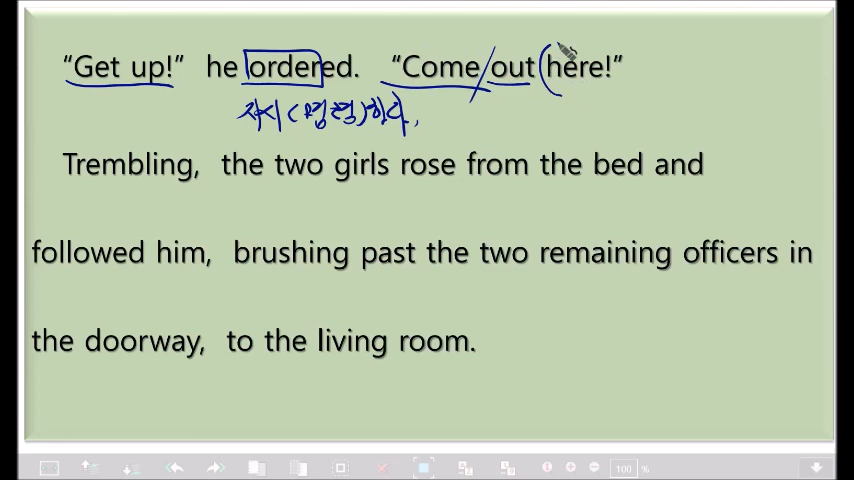 “Get up!” he ordered. “Come out here!”
지시(명령)하다,
Trembling, the two girls rose from the bed and
followed him, brushing past the two remaining officers in
the doorway, to the living room.
100 %